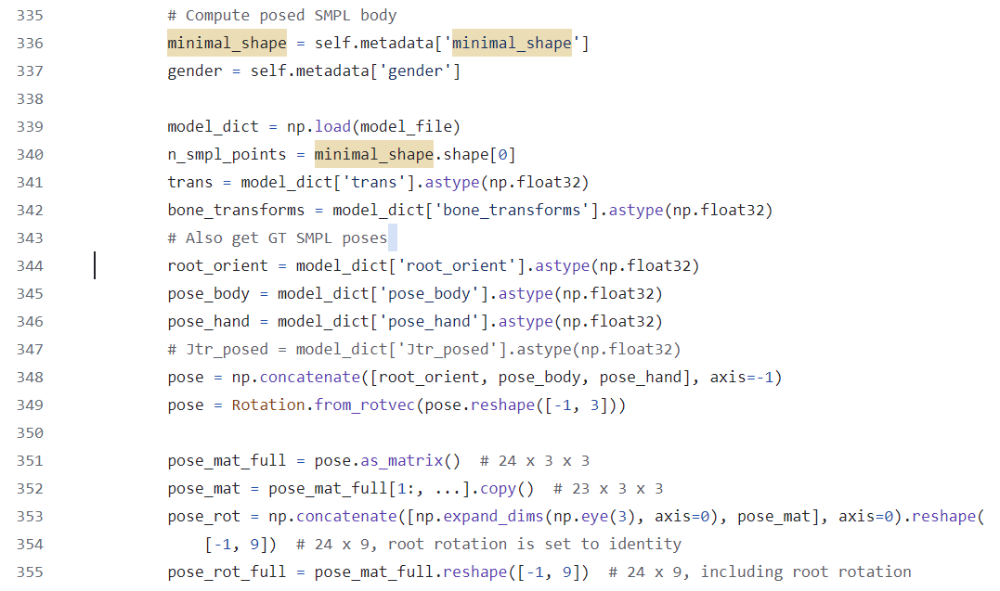 335 # Compute posed SMPL body
336 minimal_shape = self.metadata['minimal_shape']
337 gender = self.metadata['gender']
338
339 model_dict = np.load(model_file)
340 n_smpl_points = minimal_shape.shape[0]
341 trans = model_dict['trans'].astype(np.float32)
342 bone_transforms = model_dict['bone_transforms'].astype(np.float32)
343 # Also get GT SMPL poses
344 root_orient = model_dict['root_orient'].astype(np.float32)
345 pose_body = model_dict['pose_body'].astype(np.float32)
346 pose_hand = model_dict['pose_hand'].astype(np.float32)
347 # Jtr_posed = model_dict['Jtr_posed'].astype(np.float32)
348 pose = np.concatenate([root_orient, pose_body, pose_hand], axis=-1)
349 pose = Rotation.from_rotvec(pose.reshape([-1, 3]))
350
351 pose_mat_full = pose.as_matrix()  # 24 x 3 x 3
352 pose_mat = pose_mat_full[1:, ...].copy()  # 23 x 3 x 3
353 pose_rot = np.concatenate([np.expand_dims(np.eye(3), axis=0), pose_mat], axis=0).reshape(
354 [-1, 9])  # 24 x 9, root rotation is set to identity
355 pose_rot_full = pose_mat_full.reshape([-1, 9])  # 24 x 9, including root rotation